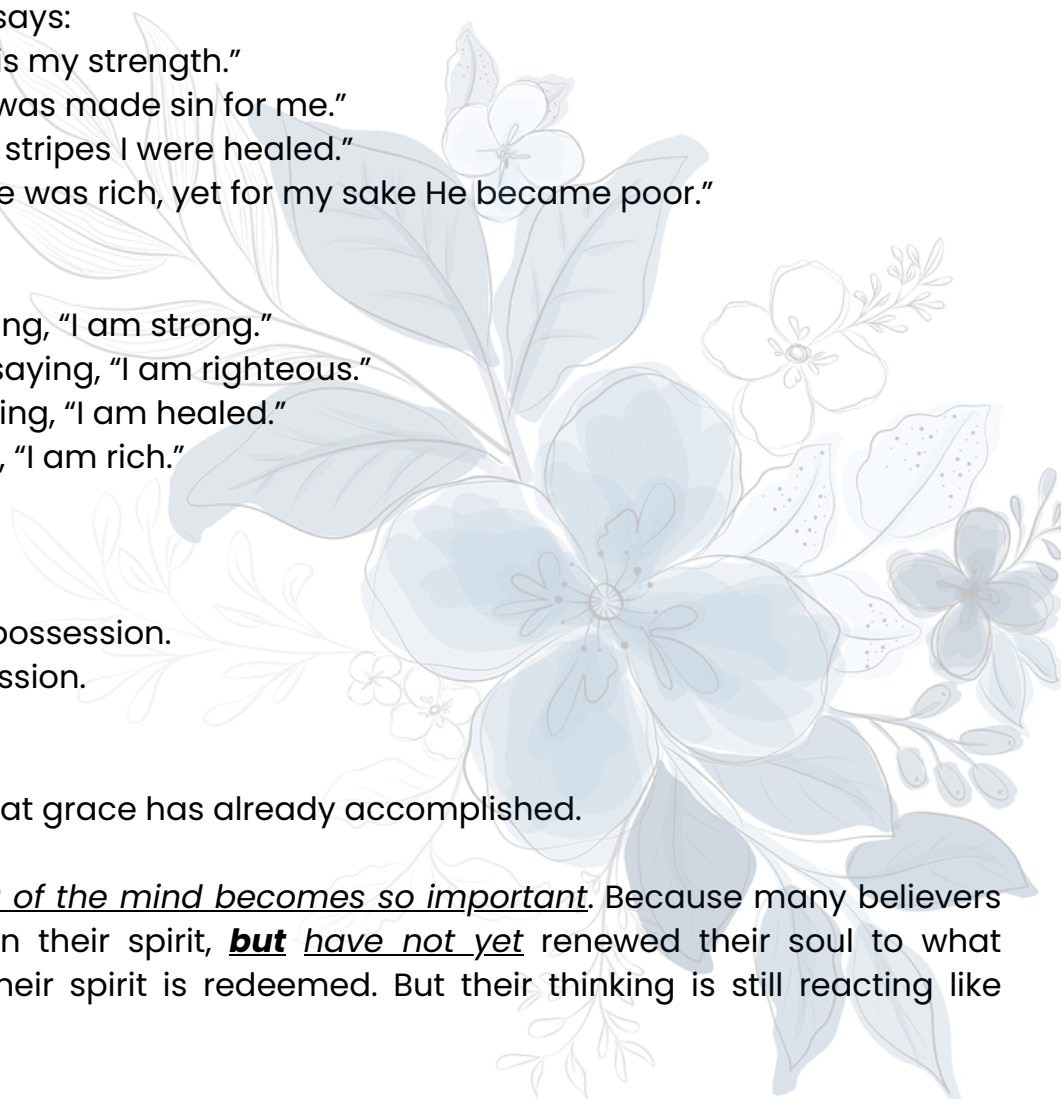 says:
is my strength.”
was made sin for me.”
stripes I were healed.”
e was rich, yet for my sake He became poor.”
ng, “I am strong.”
saying, “I am righteous.”
ing, “I am healed.”
, “I am rich.”
possession.
ssion.
at grace has already accomplished.
of the mind becomes so important. Because many believers
n their spirit, but have not yet renewed their soul to what
heir spirit is redeemed. But their thinking is still reacting like